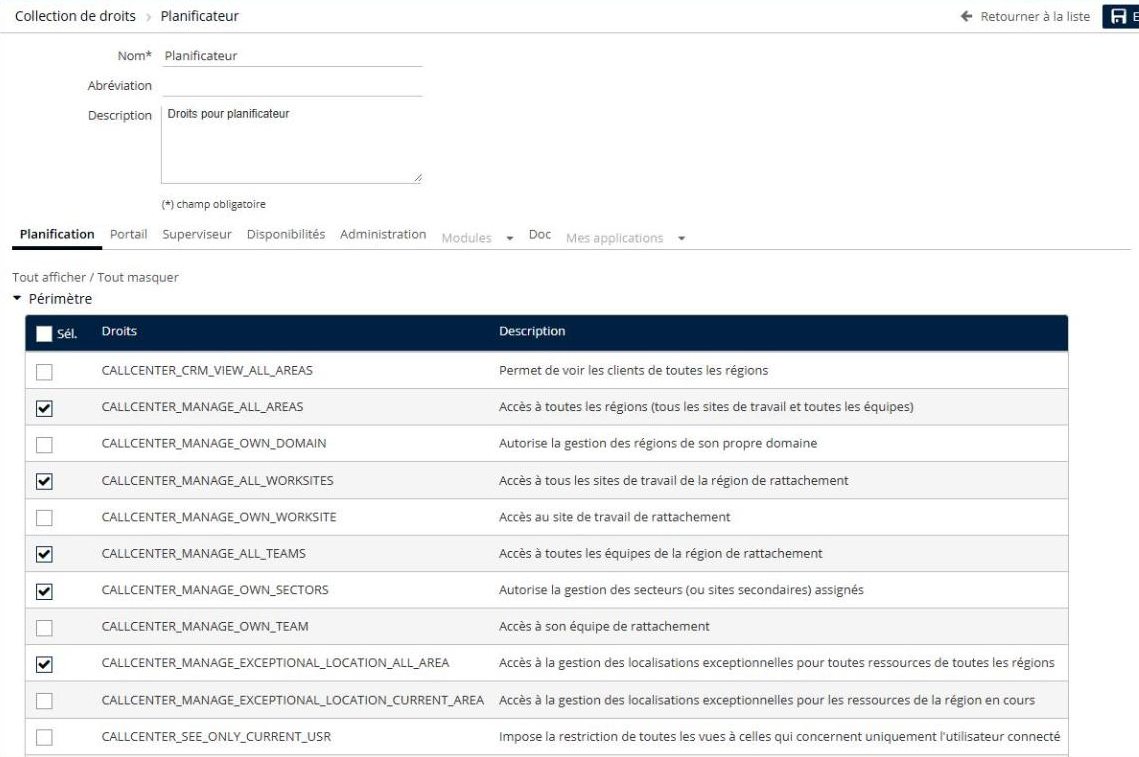 Collection de droits › Planificateur
← Retourner à la liste
Nom* Planificateur
Abréviation
Description Droits pour planificateur
(*) champ obligatoire
Planification Portail Superviseur Disponibilités Administration Modules Doc Mes applications
Tout afficher / Tout masquer
Périmètre
Sél. Droits Description
CALLCENTER_CRM_VIEW_ALL_AREAS Permet de voir les clients de toutes les régions
CALLCENTER_MANAGE_ALL_AREAS Accès à toutes les régions (tous les sites de travail et toutes les équipes)
CALLCENTER_MANAGE_OWN_DOMAIN Autorise la gestion des régions de son propre domaine
CALLCENTER_MANAGE_ALL_WORKSITES Accès à tous les sites de travail de la région de rattachement
CALLCENTER_MANAGE_OWN_WORKSITE Accès au site de travail de rattachement
CALLCENTER_MANAGE_ALL_TEAMS Accès à toutes les équipes de la région de rattachement
CALLCENTER_MANAGE_OWN_SECTORS Autorise la gestion des secteurs (ou sites secondaires) assignés
CALLCENTER_MANAGE_OWN_TEAM Accès à son équipe de rattachement
CALLCENTER_MANAGE_EXCEPTIONAL_LOCATION_ALL_AREA Accès à la gestion des localisations exceptionnelles pour toutes ressources de toutes les régions
CALLCENTER_MANAGE_EXCEPTIONAL_LOCATION_CURRENT_AREA Accès à la gestion des localisations exceptionnelles pour les ressources de la région en cours
CALLCENTER_SEE_ONLY_CURRENT_USR Impose la restriction de toutes les vues à celles qui concernent uniquement l'utilisateur connecté